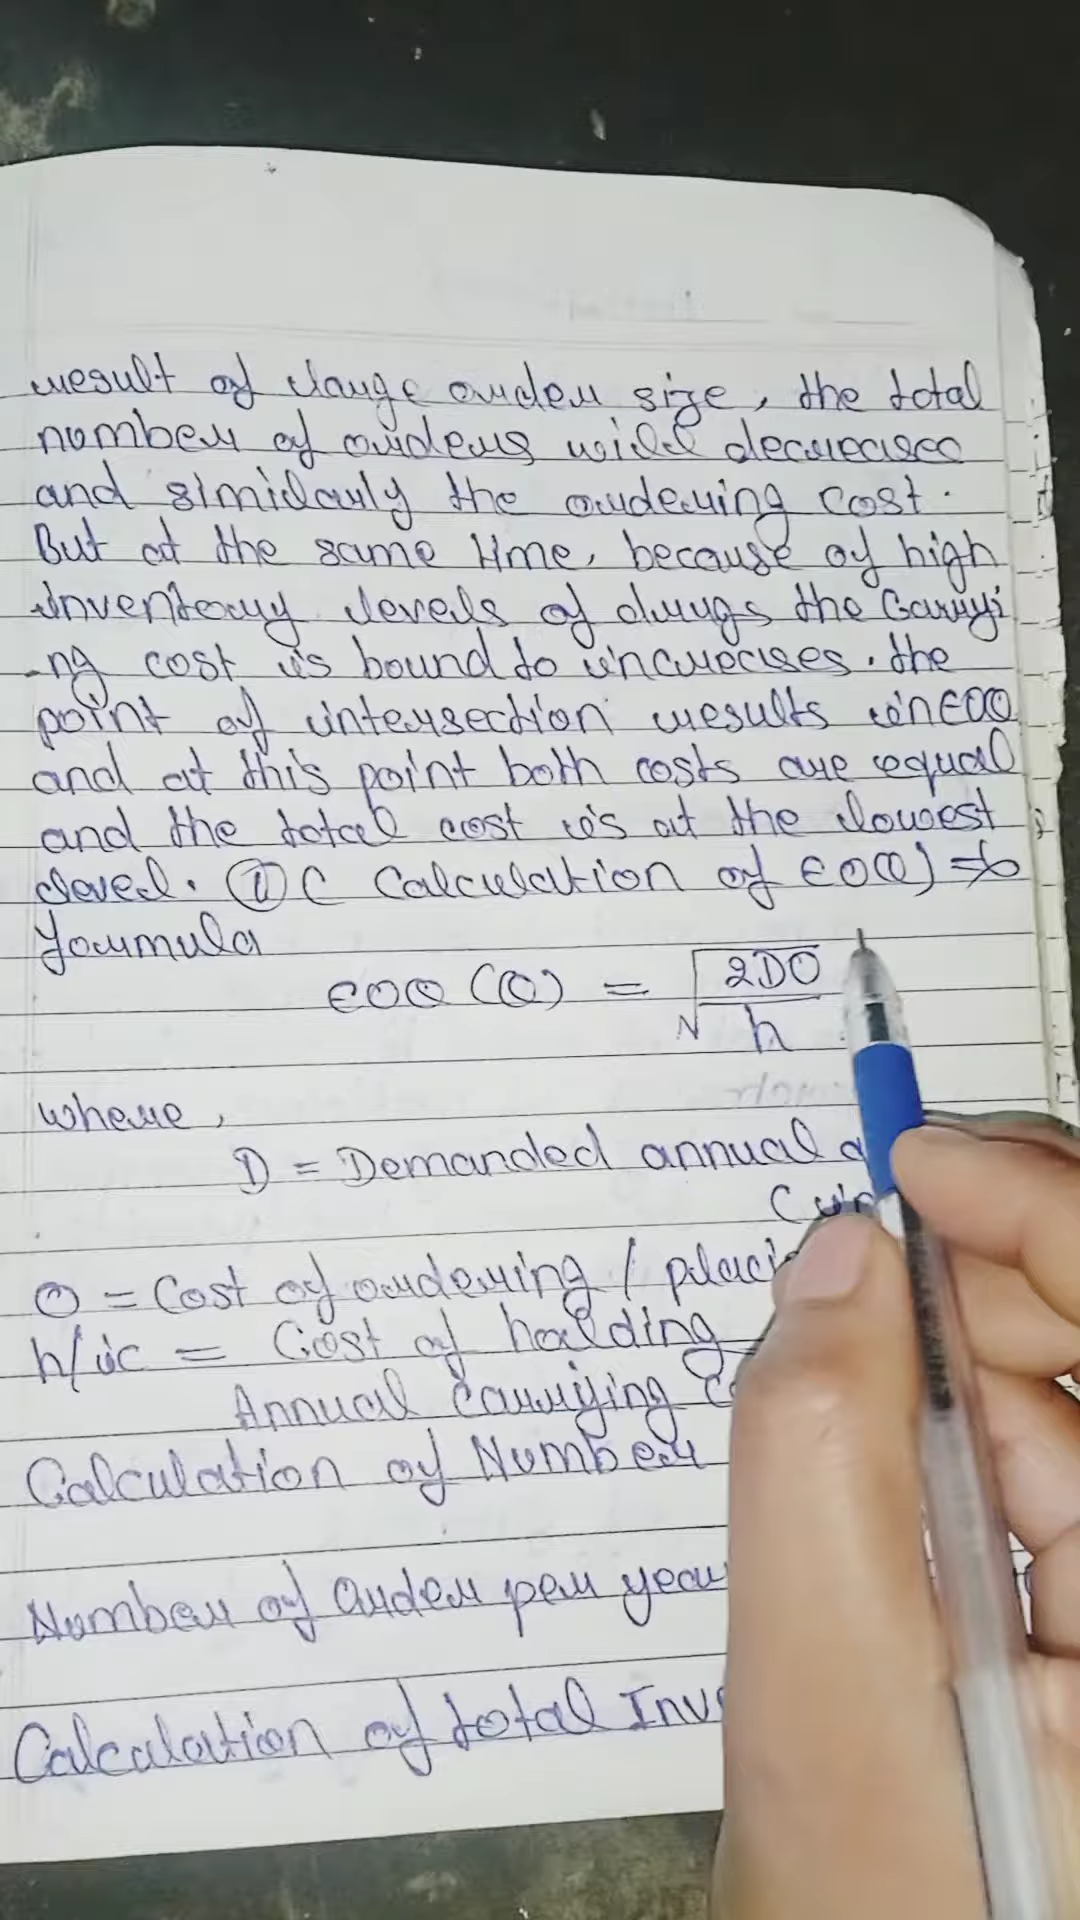 result of large order size, the total
number of orders will decrease
and similarly the ordering cost.
But at the same time, because of high
inventory levels of drugs the Carryi
-ng cost is bound to increases. the
point of intersection results in EOQ
and at this point both costs are equal
and the total cost is at the lowest
level. ① ( Calculation of EOQ) ⇒
formula
EOQ (Q) = √2DO/h
where,
D = Demanded annual
O = Cost of ordering /
h/ic = Cost of holding
Annual Carrying
Calculation of Number
Number of order per year
Calculation of total